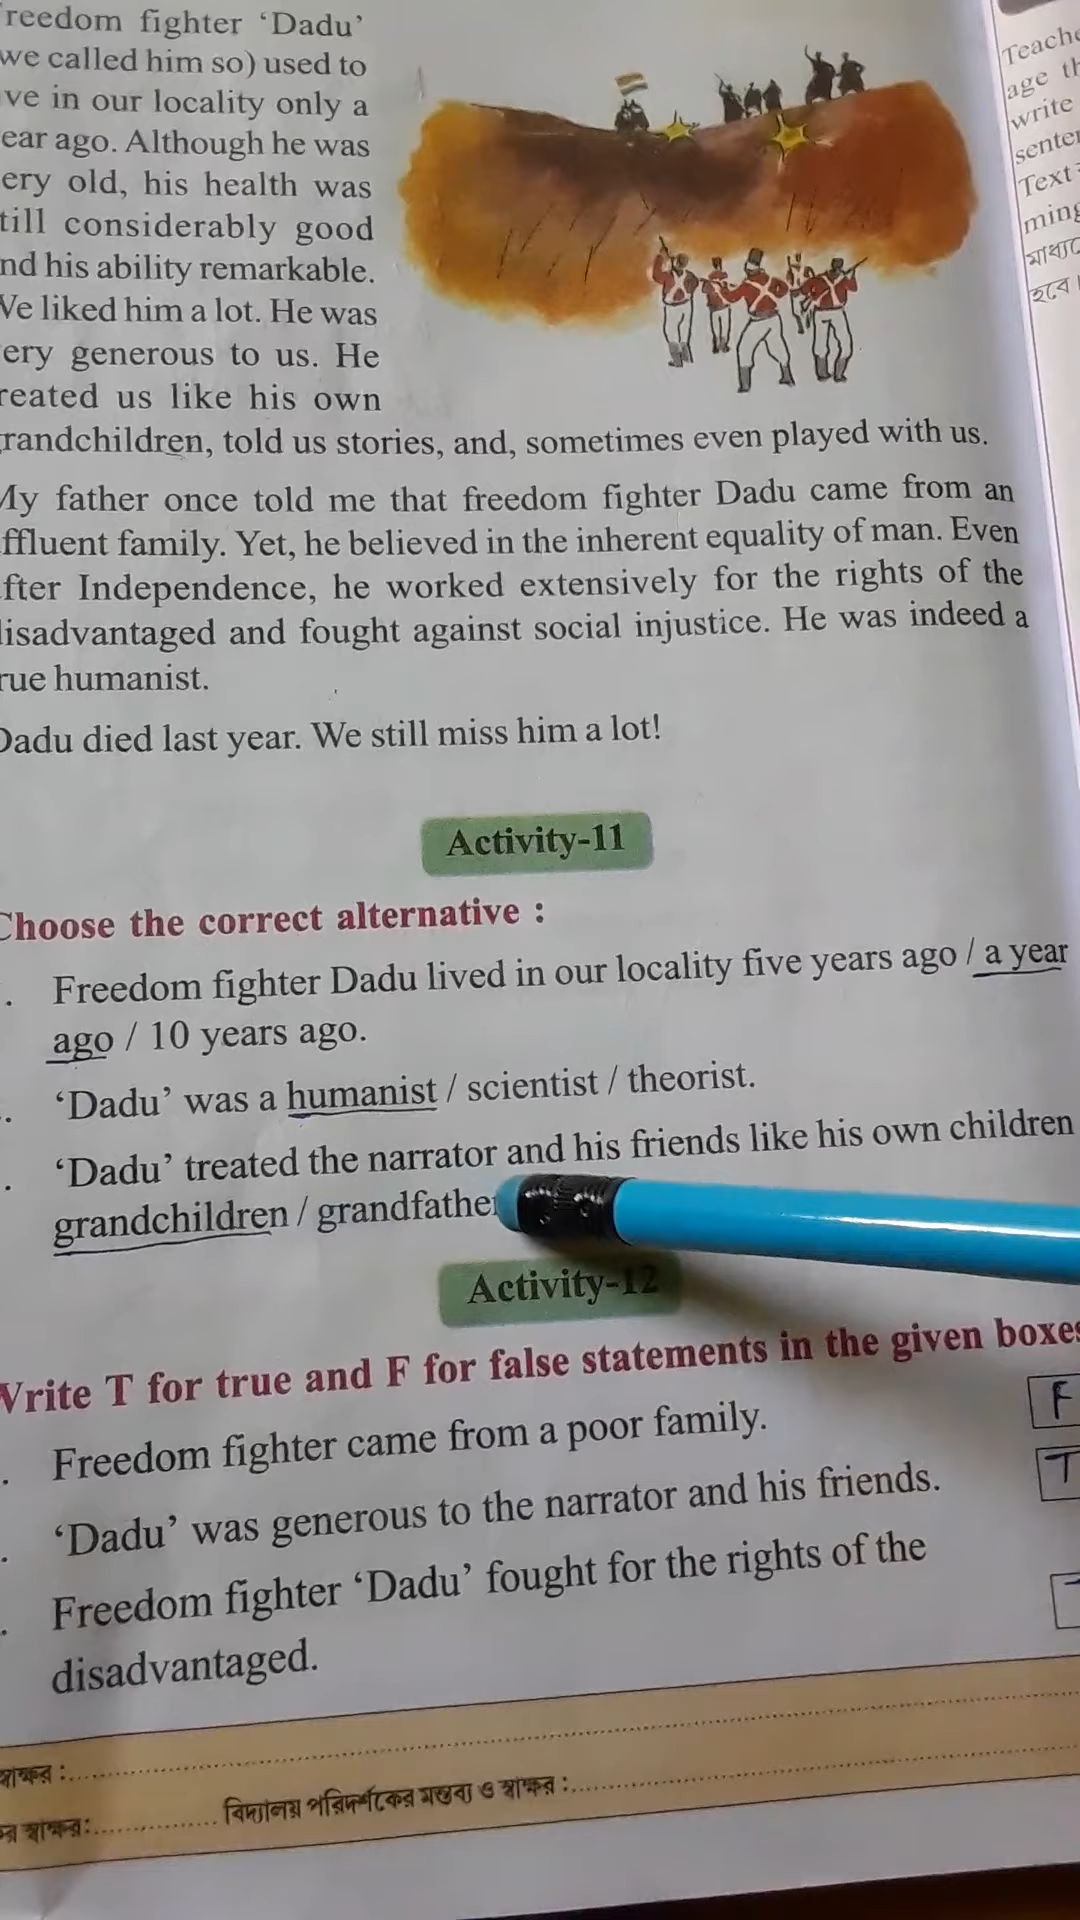 reedom fighter ‘Dadu’
we called him so) used to
ve in our locality only a
ear ago. Although he was
ery old, his health was
till considerably good
nd his ability remarkable.
We liked him a lot. He was
ery generous to us. He
reated us like his own
randchildren, told us stories, and, sometimes even played with us.
My father once told me that freedom fighter Dadu came from an
ffluent family. Yet, he believed in the inherent equality of man. Even
fter Independence, he worked extensively for the rights of the
disadvantaged and fought against social injustice. He was indeed a
rue humanist.
Dadu died last year. We still miss him a lot!
Activity-11
Choose the correct alternative :
. Freedom fighter Dadu lived in our locality five years ago / a year
ago / 10 years ago.
. ‘Dadu’ was a humanist / scientist / theorist.
. ‘Dadu’ treated the narrator and his friends like his own children
grandchildren / grandfather
Activity-12
Write T for true and F for false statements in the given boxes
. Freedom fighter came from a poor family. F
. ‘Dadu’ was generous to the narrator and his friends. T
. Freedom fighter ‘Dadu’ fought for the rights of the
disadvantaged.
স্বাক্ষর :
র স্বাক্ষর: বিদ্যালয় পরিদর্শকের মন্তব্য ও স্বাক্ষর :
Teache
age th
write
senten
Text
ming
মাধ্যমে
হবে।